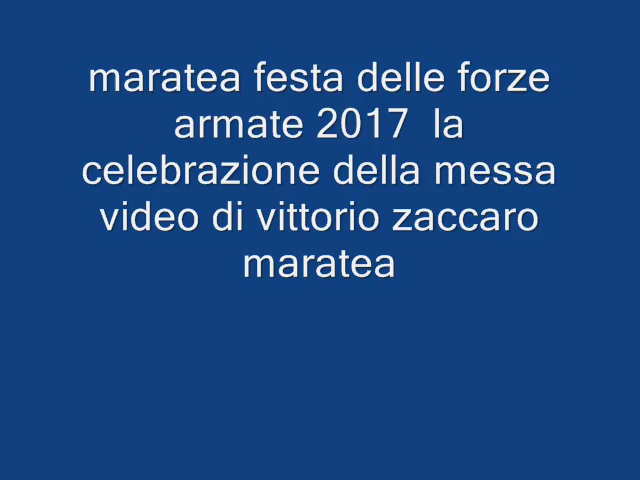 maratea festa delle forze
armate 2017  la
celebrazione della messa
video di vittorio zaccaro
maratea